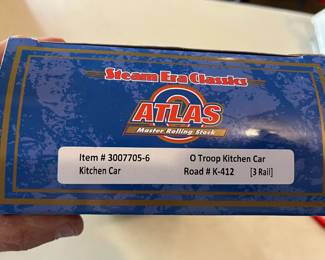 Steam Era Classics
ATLAS
O
Master Rolling Stock
Item # 3007705-6 O Troop Kitchen Car
Kitchen Car Road # K-412 [3 Rail]